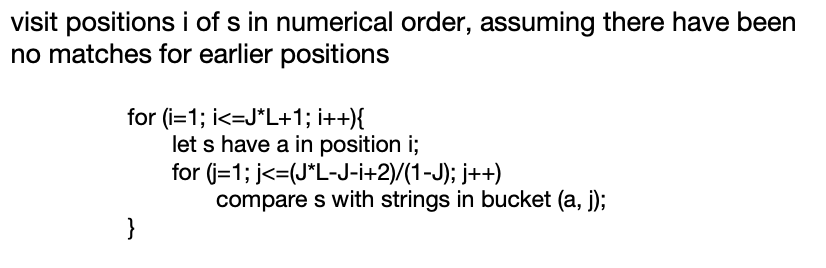 visit positions i of s in numerical order, assuming there have been
no matches for earlier positions
for (i=1; i<=J*L+1; i++){
let s have a in position i;
for (j=1; j<=(J*L-J-i+2)/(1-J); j++)
compare s with strings in bucket (a, j);
}